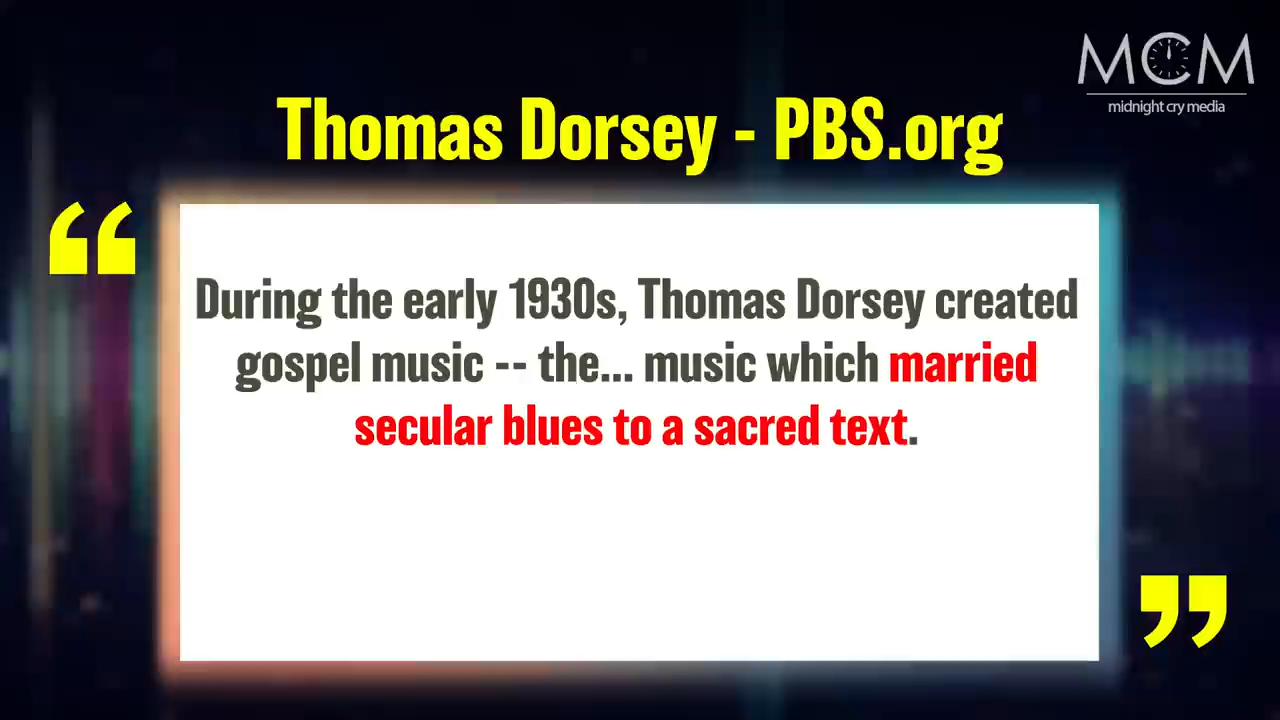 MCM
midnight cry media
Thomas Dorsey - PBS.org
“
During the early 1930s, Thomas Dorsey created
gospel music -- the... music which married
secular blues to a sacred text.
”